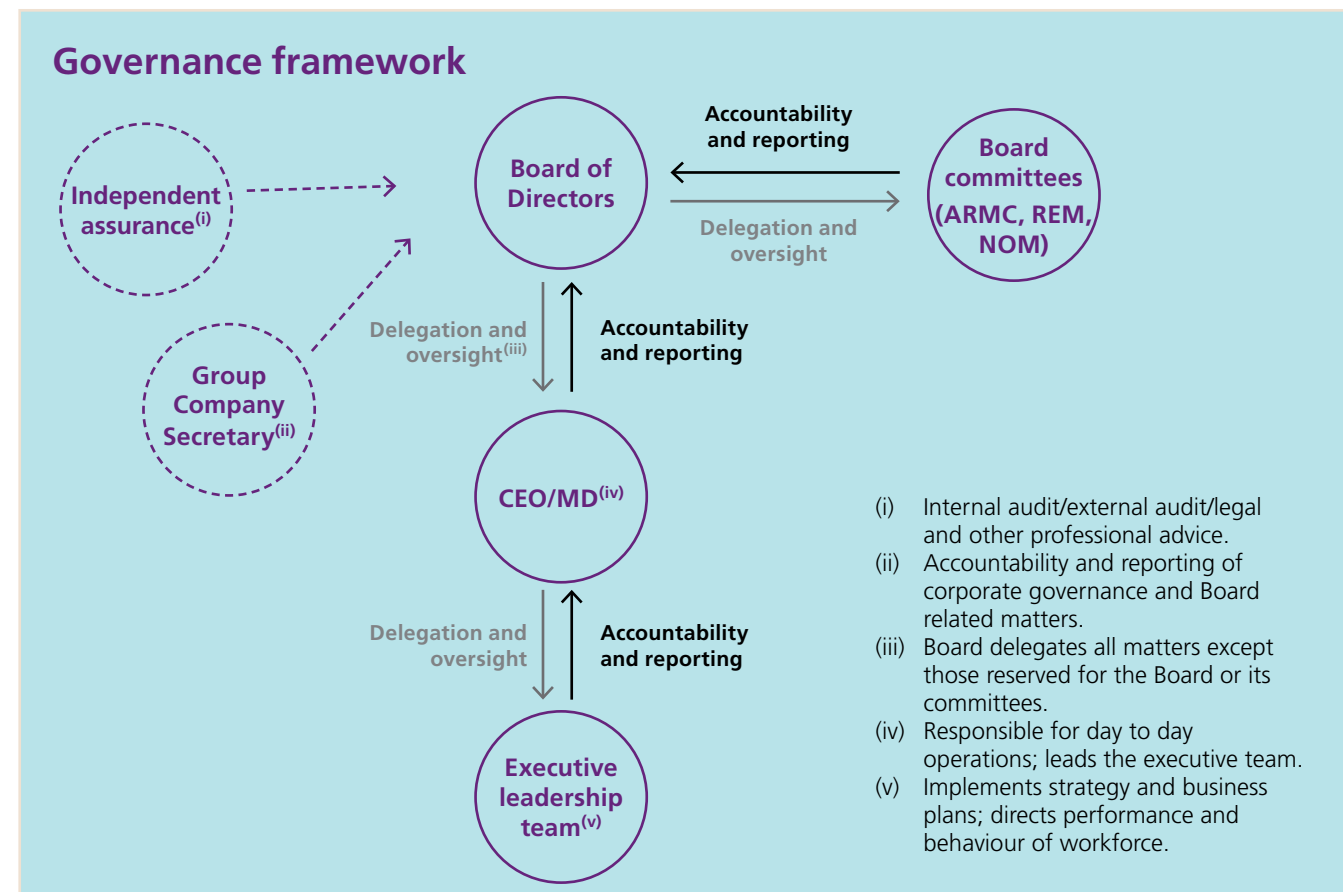 Governance framework
Independent
assurance(i)
Group
Company
Secretary(ii)
Board of
Directors
Accountability
and reporting
Delegation and
oversight
Board
committees
(ARMC, REM,
NOM)
Delegation and
oversight(iii)
Accountability
and reporting
CEO/MD(iv)
Delegation and
oversight
Accountability
and reporting
Executive
leadership
team(v)
(i) Internal audit/external audit/legal
and other professional advice.
(ii) Accountability and reporting of
corporate governance and Board
related matters.
(iii) Board delegates all matters except
those reserved for the Board or its
committees.
(iv) Responsible for day to day
operations; leads the executive team.
(v) Implements strategy and business
plans; directs performance and
behaviour of workforce.